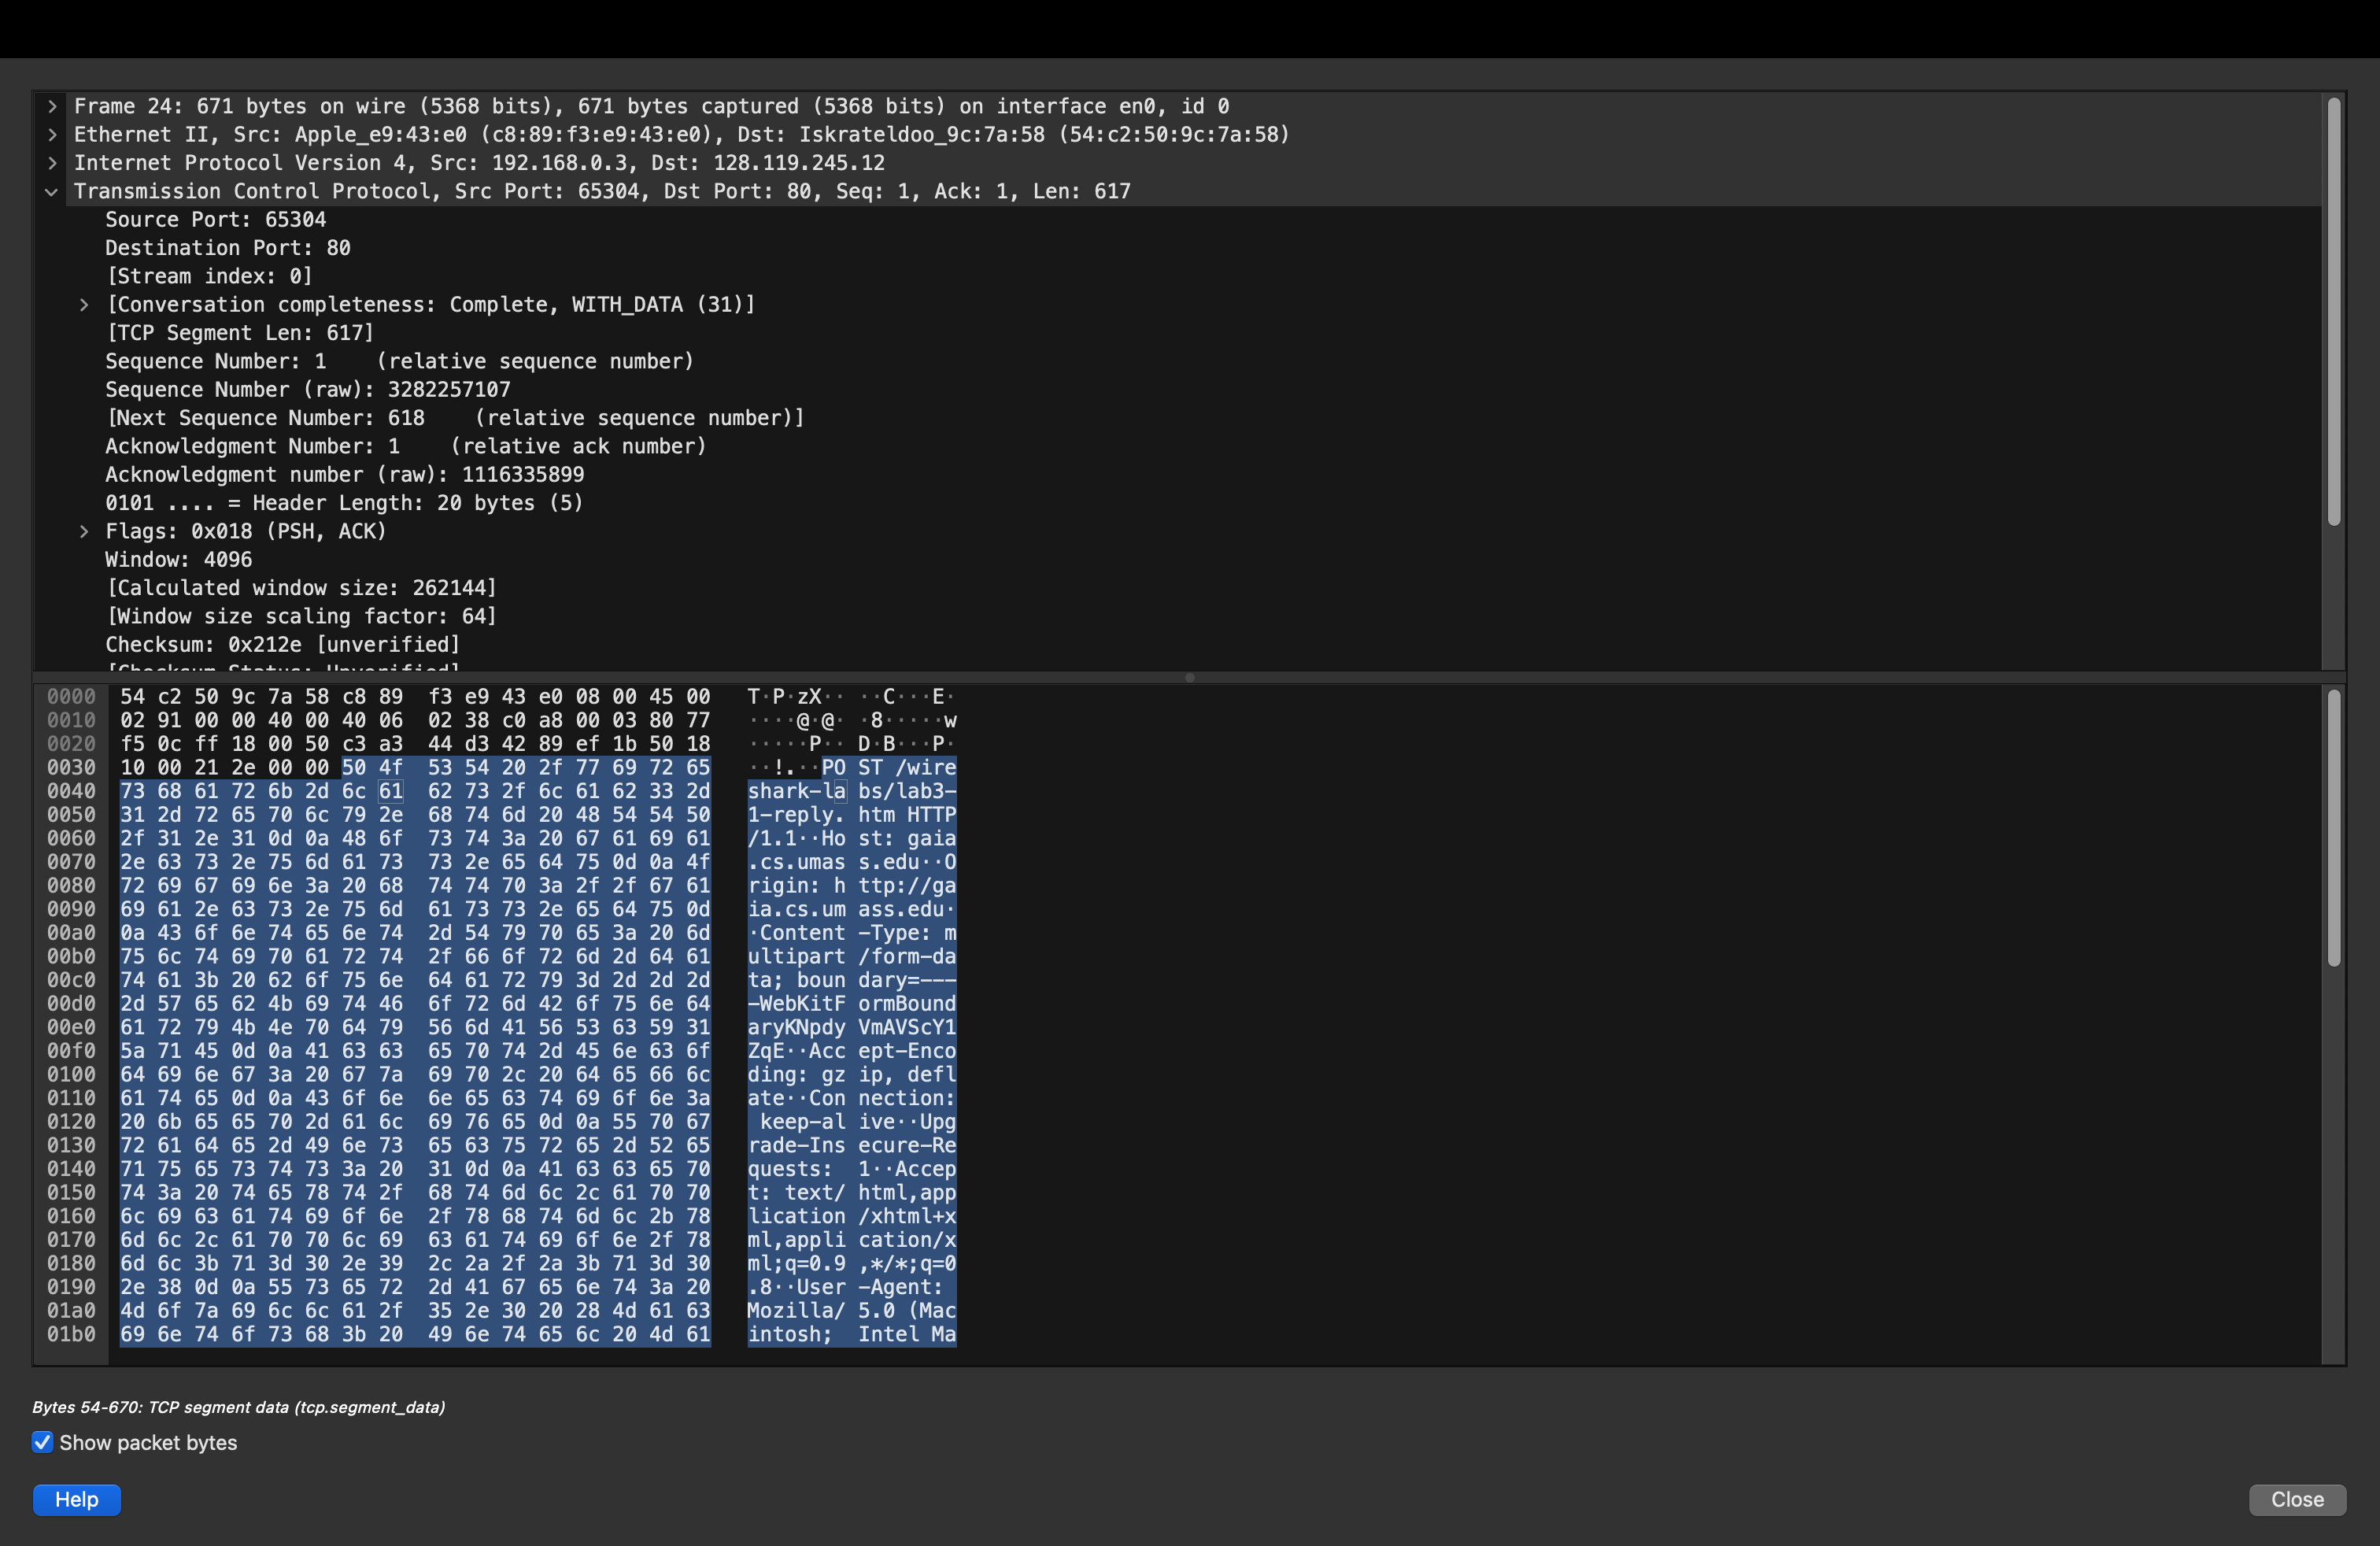 Frame 24: 671 bytes on wire (5368 bits), 671 bytes captured (5368 bits) on interface en0, id 0
Ethernet II, Src: Apple_e9:43:e0 (c8:89:f3:e9:43:e0), Dst: Iskrateldoo_9c:7a:58 (54:c2:50:9c:7a:58)
Internet Protocol Version 4, Src: 192.168.0.3, Dst: 128.119.245.12
Transmission Control Protocol, Src Port: 65304, Dst Port: 80, Seq: 1, Ack: 1, Len: 617
Source Port: 65304
Destination Port: 80
[Stream index: 0]
[Conversation completeness: Complete, WITH_DATA (31)]
[TCP Segment Len: 617]
Sequence Number: 1    (relative sequence number)
Sequence Number (raw): 3282257107
[Next Sequence Number: 618    (relative sequence number)]
Acknowledgment Number: 1    (relative ack number)
Acknowledgment number (raw): 1116335899
0101 .... = Header Length: 20 bytes (5)
Flags: 0x018 (PSH, ACK)
Window: 4096
[Calculated window size: 262144]
[Window size scaling factor: 64]
Checksum: 0x212e [unverified]
[Checksum Status: Unverified]
0000 54 c2 50 9c 7a 58 c8 89 f3 e9 43 e0 08 00 45 00 T·P·zX·· ··C···E·
0010 02 91 00 00 40 00 40 06 02 38 c0 a8 00 03 80 77 ····@·@· ·8·····w
0020 f5 0c ff 18 00 50 c3 a3 44 d3 42 89 ef 1b 50 18 ·····P·· D·B···P·
0030 10 00 21 2e 00 00 50 4f 53 54 20 2f 77 69 72 65 ··!.··PO ST /wire
0040 73 68 61 72 6b 2d 6c 61 62 73 2f 6c 61 62 33 2d shark-la bs/lab3-
0050 31 2d 72 65 70 6c 79 2e 68 74 6d 20 48 54 54 50 1-reply. htm HTTP
0060 2f 31 2e 31 0d 0a 48 6f 73 74 3a 20 67 61 69 61 /1.1··Ho st: gaia
0070 2e 63 73 2e 75 6d 61 73 73 2e 65 64 75 0d 0a 4f .cs.umas s.edu··O
0080 72 69 67 69 6e 3a 20 68 74 74 70 3a 2f 2f 67 61 rigin: h ttp://ga
0090 69 61 2e 63 73 2e 75 6d 61 73 73 2e 65 64 75 0d ia.cs.um ass.edu·
00a0 0a 43 6f 6e 74 65 6e 74 2d 54 79 70 65 3a 20 6d ·Content -Type: m
00b0 75 6c 74 69 70 61 72 74 2f 66 6f 72 6d 2d 64 61 ultipart /form-da
00c0 74 61 3b 20 62 6f 75 6e 64 61 72 79 3d 2d 2d 2d ta; boun dary=---
00d0 2d 57 65 62 4b 69 74 46 6f 72 6d 42 6f 75 6e 64 -WebKitF ormBound
00e0 61 72 79 4b 4e 70 64 79 56 6d 41 56 53 63 59 31 aryKNpdy VmAVScY1
00f0 5a 71 45 0d 0a 41 63 63 65 70 74 2d 45 6e 63 6f ZqE··Acc ept-Enco
0100 64 69 6e 67 3a 20 67 7a 69 70 2c 20 64 65 66 6c ding: gz ip, defl
0110 61 74 65 0d 0a 43 6f 6e 6e 65 63 74 69 6f 6e 3a ate··Con nection:
0120 20 6b 65 65 70 2d 61 6c 69 76 65 0d 0a 55 70 67 keep-al ive··Upg
0130 72 61 64 65 2d 49 6e 73 65 63 75 72 65 2d 52 65 rade-Ins ecure-Re
0140 71 75 65 73 74 73 3a 20 31 0d 0a 41 63 63 65 70 quests: 1··Accep
0150 74 3a 20 74 65 78 74 2f 68 74 6d 6c 2c 61 70 70 t: text/ html,app
0160 6c 69 63 61 74 69 6f 6e 2f 78 68 74 6d 6c 2b 78 lication /xhtml+x
0170 6d 6c 2c 61 70 70 6c 69 63 61 74 69 6f 6e 2f 78 ml,appli cation/x
0180 6d 6c 3b 71 3d 30 2e 39 2c 2a 2f 2a 3b 71 3d 30 ml;q=0.9 ,*/*;q=0
0190 2e 38 0d 0a 55 73 65 72 2d 41 67 65 6e 74 3a 20 .8··User -Agent:
01a0 4d 6f 7a 69 6c 6c 61 2f 35 2e 30 20 28 4d 61 63 Mozilla/ 5.0 (Mac
01b0 69 6e 74 6f 73 68 3b 20 49 6e 74 65 6c 20 4d 61 intosh; Intel Ma
Bytes 54-670: TCP segment data (tcp.segment_data)
Show packet bytes
Help
Close